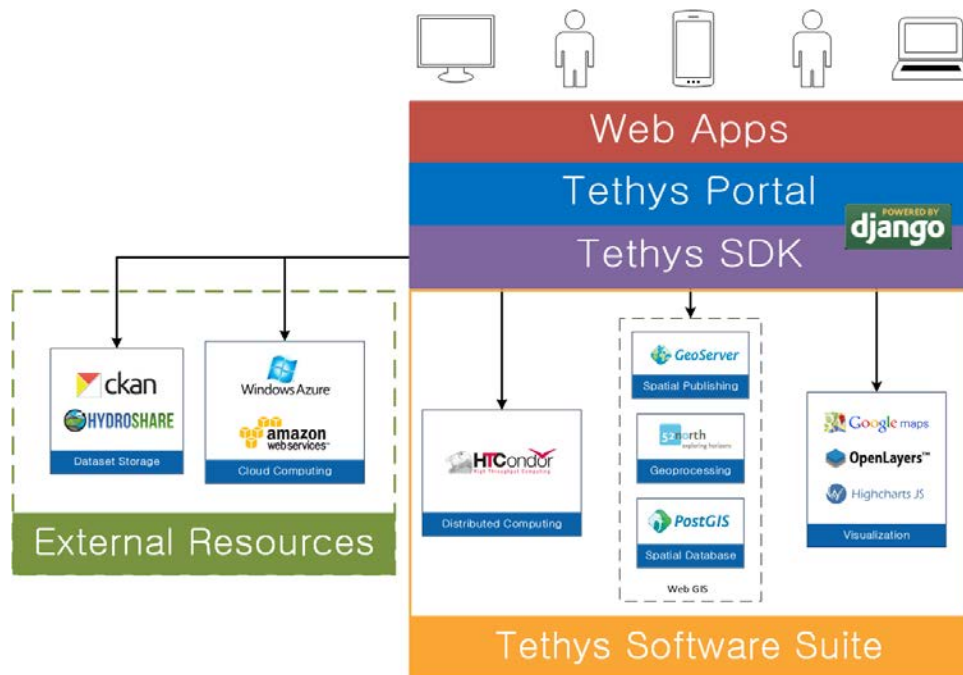 Web Apps
Tethys Portal
POWERED BY
django
Tethys SDK
ckan
HYDROSHARE
Dataset Storage
Windows Azure
amazon
web services™
Cloud Computing
External Resources
HTCondor
High Throughput Computing
Distributed Computing
GeoServer
Spatial Publishing
52north
exploring horizons
Geoprocessing
PostGIS
Spatial Database
Web GIS
Google maps
OpenLayers™
Highcharts JS
Visualization
Tethys Software Suite